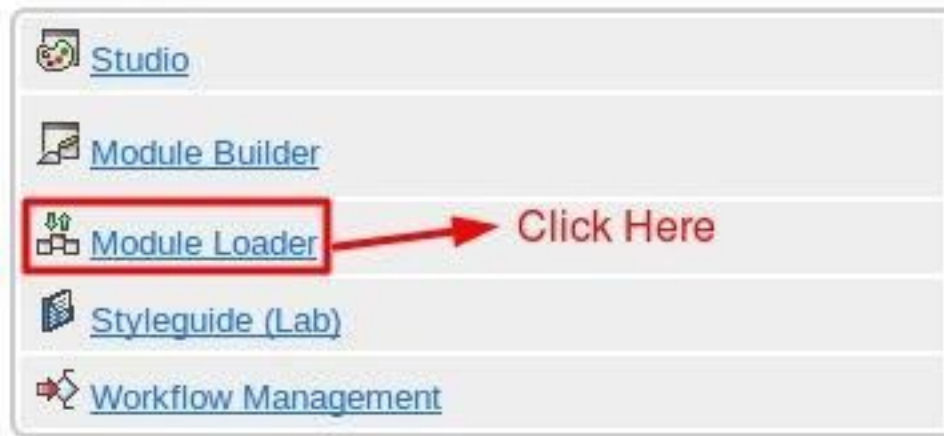 Studio
Module Builder
Module Loader
Click Here
Styleguide (Lab)
Workflow Management